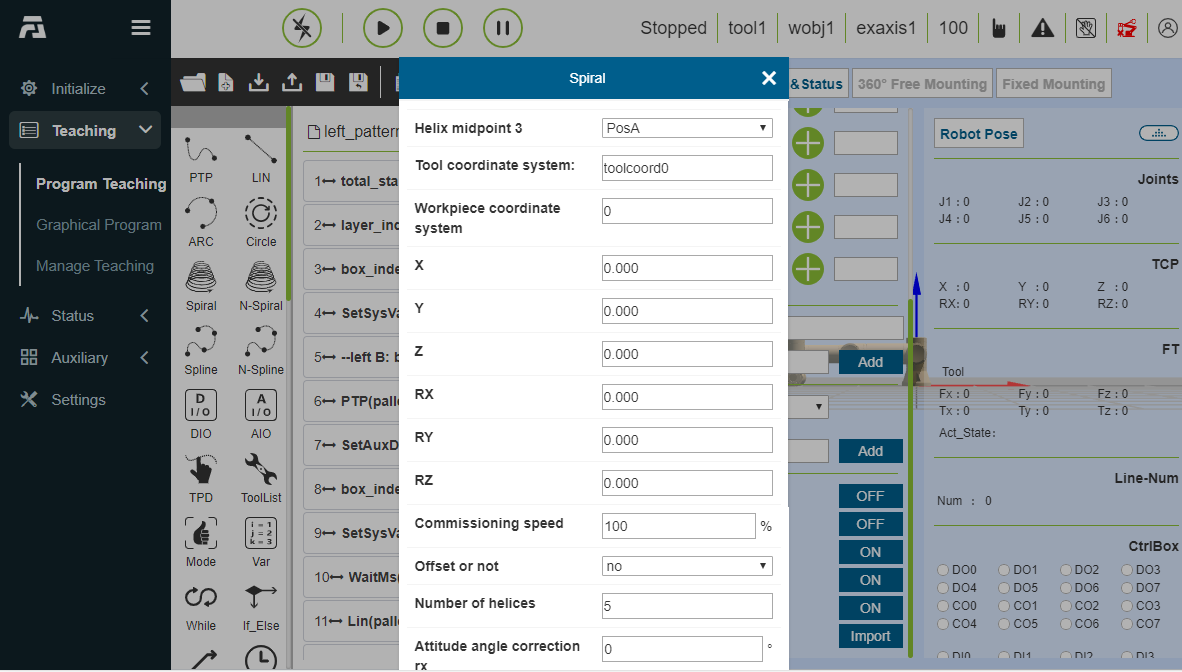 Stopped tool1 wobj1 exaxis1 100
Initialize
Teaching
Program Teaching
Graphical Program
Manage Teaching
Status
Auxiliary
Settings
PTP LIN
ARC Circle
Spiral N-Spiral
Spline N-Spline
D I/O A I/O
DIO AIO
TPD ToolList
Mode
i = 1
j = 2
k = 3
Var
While If_Else
left_pattern
1 total_sta
2 layer_ind
3 box_inde
4 SetSysVa
5 --left B: b
6 PTP(palle
7 SetAuxD
8 box_inde
9 SetSysVa
10 WaitMs(
11 Lin(palle
Spiral
Helix midpoint 3 PosA
Tool coordinate system: toolcoord0
Workpiece coordinate
system
0
X 0.000
Y 0.000
Z 0.000
RX 0.000
RY 0.000
RZ 0.000
Commissioning speed 100 %
Offset or not no
Number of helices 5
Attitude angle correction
rx
0 °
&Status 360° Free Mounting Fixed Mounting
Add
Add
OFF
OFF
ON
ON
ON
Import
Robot Pose
Joints
J1 : 0 J2 : 0 J3 : 0
J4 : 0 J5 : 0 J6 : 0
TCP
X : 0 Y : 0 Z : 0
RX: 0 RY: 0 RZ: 0
FT
Tool
Fx : 0 Fy : 0 Fz : 0
Tx : 0 Ty : 0 Tz : 0
Act_State:
Line-Num
Num : 0
CtrlBox
DO0 DO1 DO2 DO3
DO4 DO5 DO6 DO7
CO0 CO1 CO2 CO3
CO4 CO5 CO6 CO7
DI0 DI1 DI2 DI3